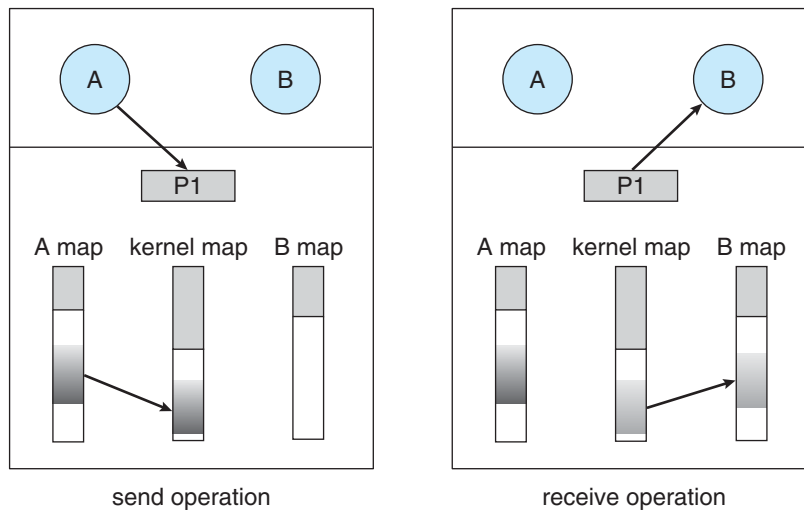 A B
P1
A map kernel map B map
send operation
A B
P1
A map kernel map B map
receive operation